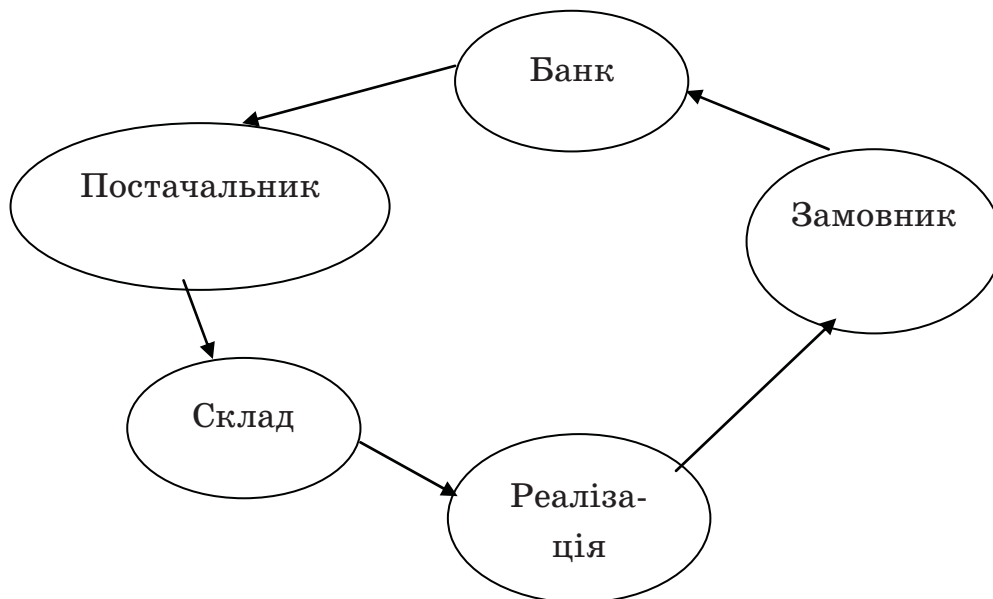 Банк
Постачальник
Замовник
Склад
Реаліза-
ція